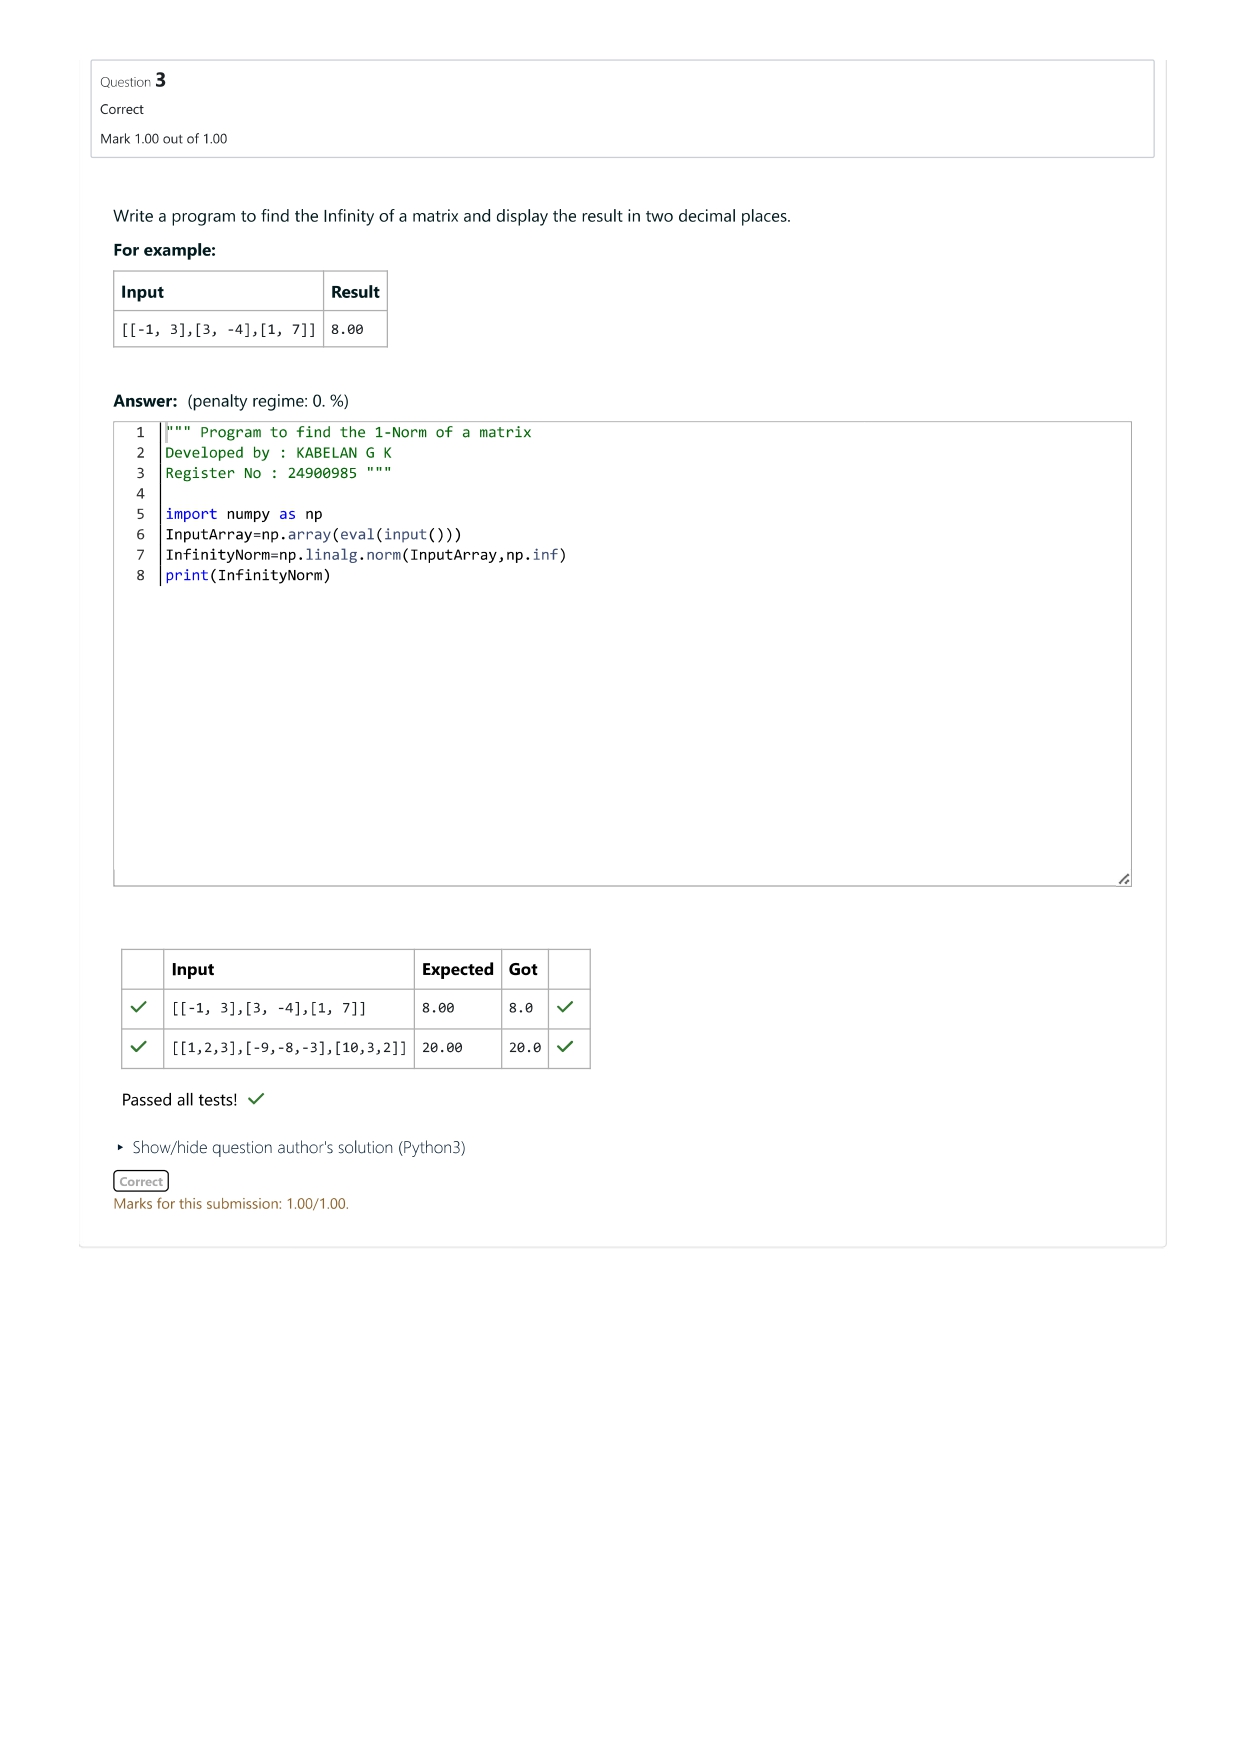 Question 3
Correct
Mark 1.00 out of 1.00
Write a program to find the Infinity of a matrix and display the result in two decimal places.
For example:
Input Result
[[-1, 3],[3, -4],[1, 7]] 8.00
Answer: (penalty regime: 0. %)
1 """ Program to find the 1-Norm of a matrix
2 Developed by : KABELAN G K
3 Register No : 24900985 """
4
5 import numpy as np
6 InputArray=np.array(eval(input()))
7 InfinityNorm=np.linalg.norm(InputArray,np.inf)
8 print(InfinityNorm)
Input Expected Got
[[-1, 3],[3, -4],[1, 7]] 8.00 8.0
[[1,2,3],[-9,-8,-3],[10,3,2]] 20.00 20.0
Passed all tests!
Show/hide question author's solution (Python3)
Correct
Marks for this submission: 1.00/1.00.